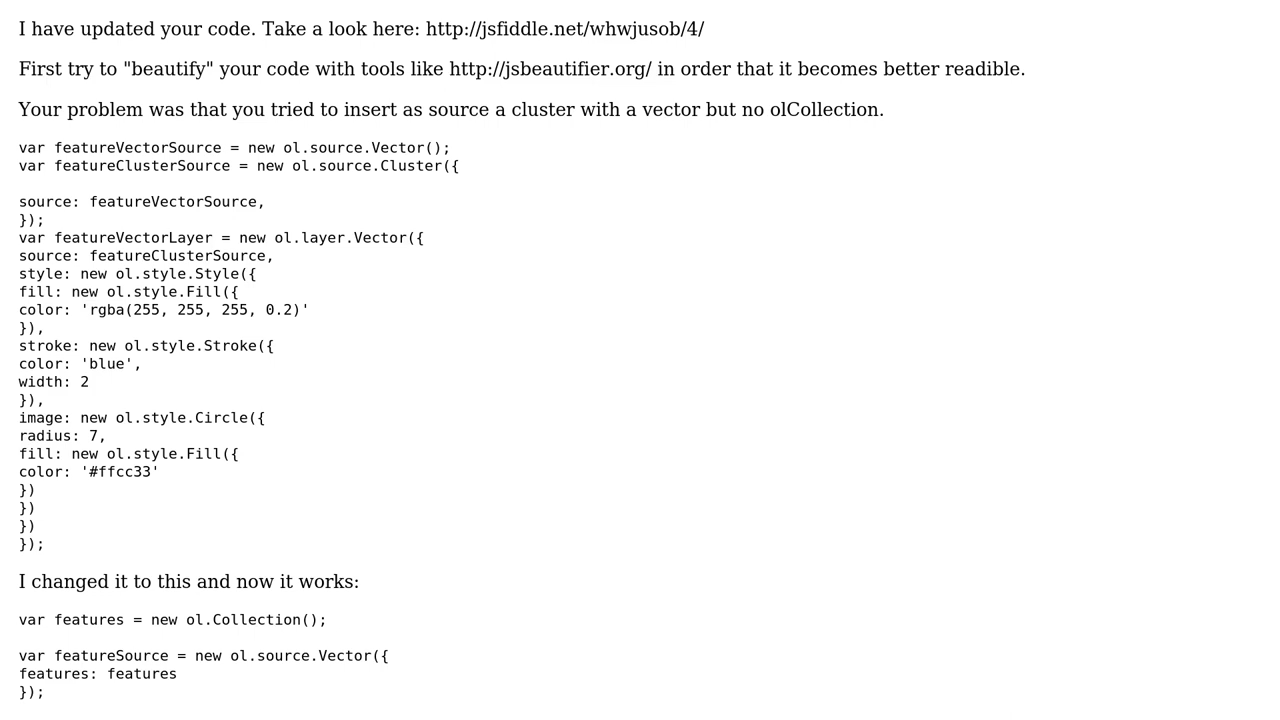 I have updated your code. Take a look here: http://jsfiddle.net/whwjusob/4/
First try to "beautify" your code with tools like http://jsbeautifier.org/ in order that it becomes better readible.
Your problem was that you tried to insert as source a cluster with a vector but no olCollection.
var featureVectorSource = new ol.source.Vector();
var featureClusterSource = new ol.source.Cluster({
source: featureVectorSource,
});
var featureVectorLayer = new ol.layer.Vector({
source: featureClusterSource,
style: new ol.style.Style({
fill: new ol.style.Fill({
color: 'rgba(255, 255, 255, 0.2)'
}),
stroke: new ol.style.Stroke({
color: 'blue',
width: 2
}),
image: new ol.style.Circle({
radius: 7,
fill: new ol.style.Fill({
color: '#ffcc33'
})
})
})
});
I changed it to this and now it works:
var features = new ol.Collection();
var featureSource = new ol.source.Vector({
features: features
});